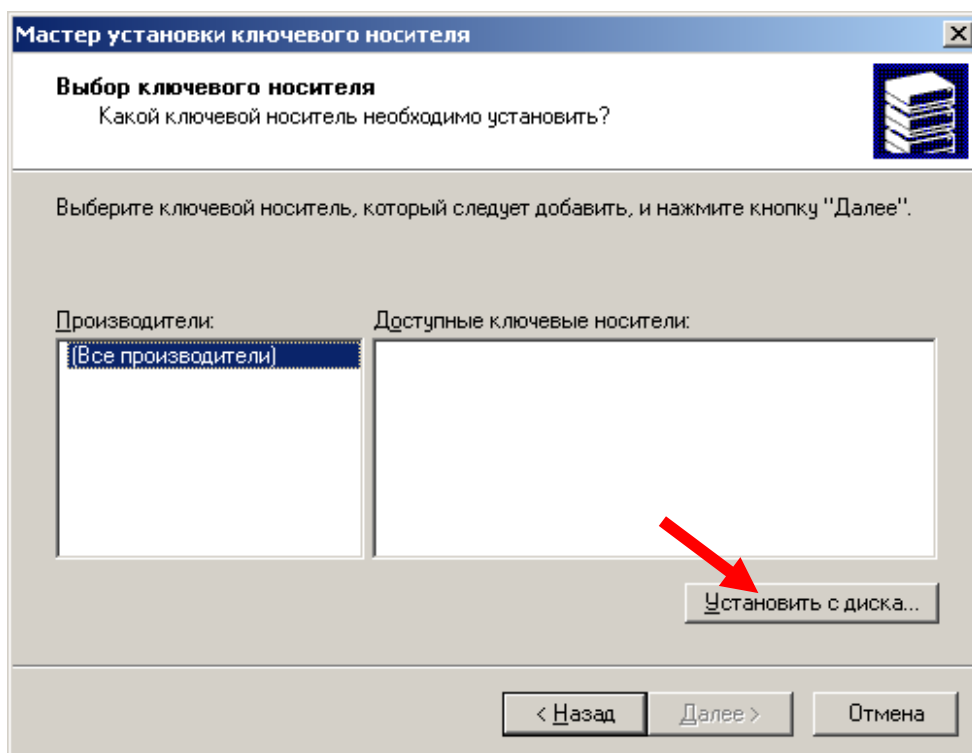 Мастер установки ключевого носителя
Выбор ключевого носителя
Какой ключевой носитель необходимо установить?
Выберите ключевой носитель, который следует добавить, и нажмите кнопку "Далее".
Производители:
Доступные ключевые носители:
(Все производители)
Установить с диска...
< Назад
Далее >
Отмена